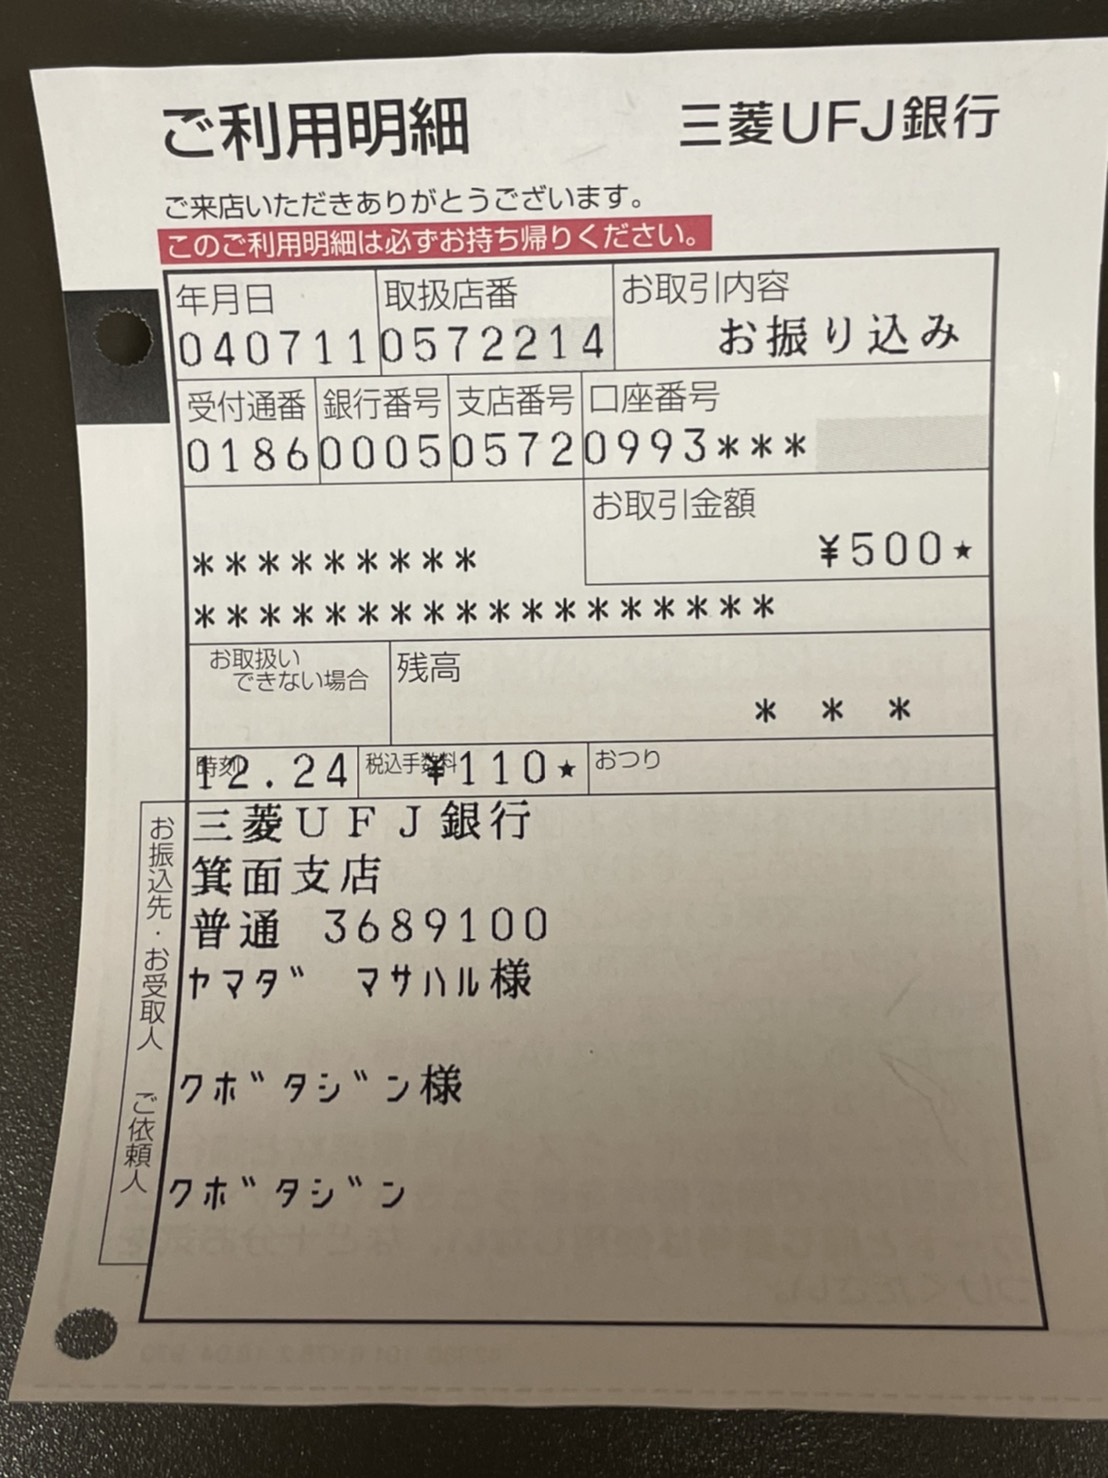 ご利用明細 三菱UFJ銀行
ご来店いただきありがとうございます。
このご利用明細は必ずお持ち帰りください。
年月日 取扱店番 お取引内容
040711 0572214 お振り込み
受付通番 銀行番号 支店番号 口座番号
0186 0005 0572 0993***
お取引金額
¥500★
*********
******************
お取扱いできない場合 残高
* * *
時刻 税込手数料 おつり
12.24 ¥110★
お振込先・お受取人 ご依頼人
三菱UFJ銀行
箕面支店
普通 3689100
ヤマダ マサハル様
クボタジン様
クボタジン